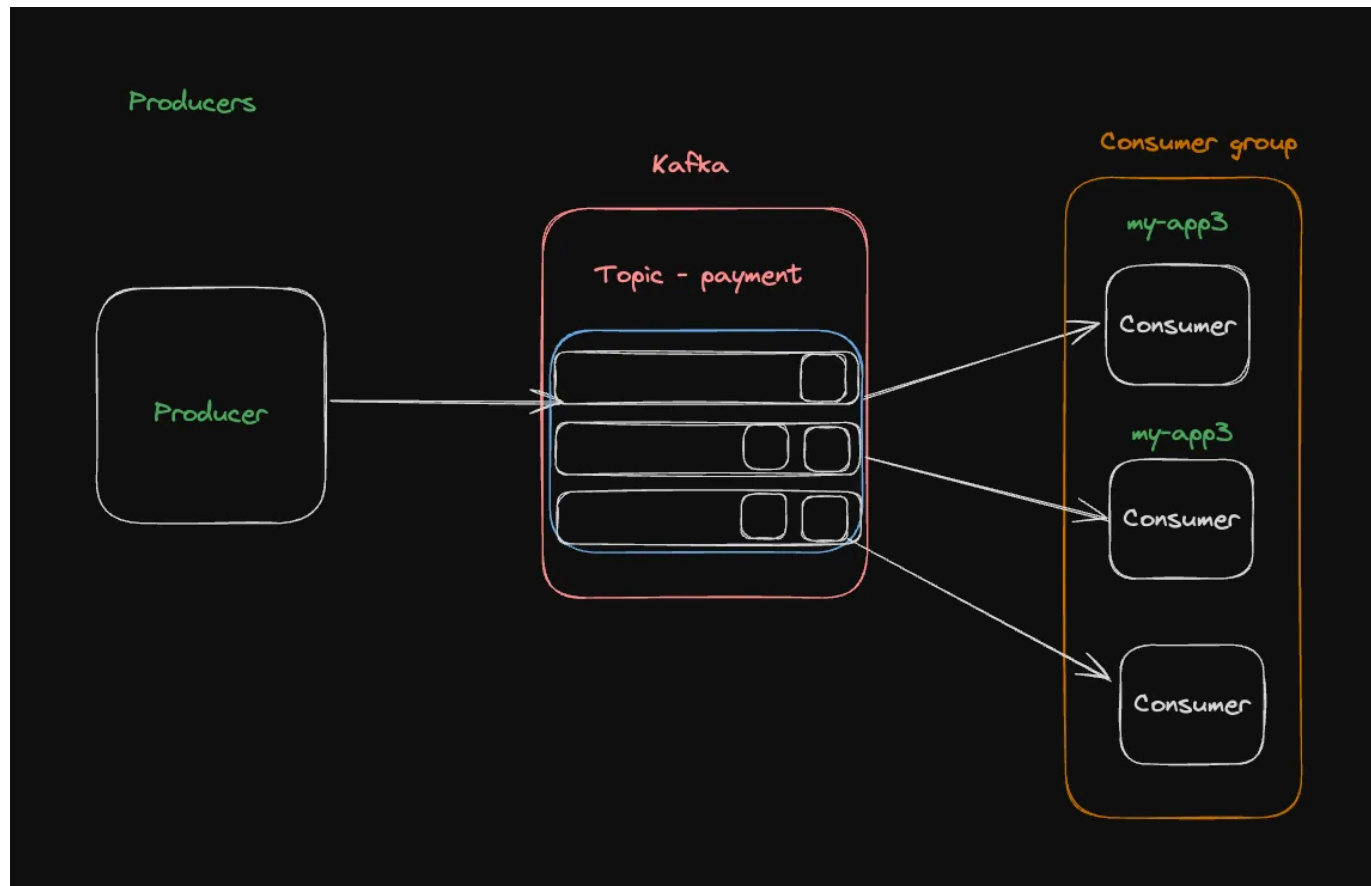 Producers
Kafka
Consumer group
Topic - payment
my-app3
Consumer
Producer
my-app3
Consumer
Consumer